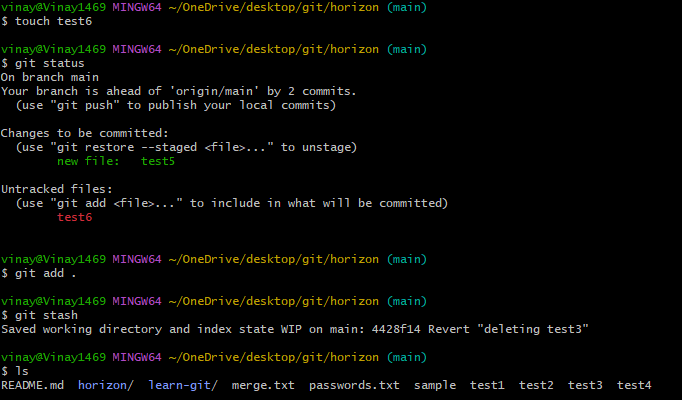 vinay@Vinay1469 MINGW64 ~/OneDrive/desktop/git/horizon (main)
$ touch test6
vinay@Vinay1469 MINGW64 ~/OneDrive/desktop/git/horizon (main)
$ git status
On branch main
Your branch is ahead of 'origin/main' by 2 commits.
  (use "git push" to publish your local commits)
Changes to be committed:
  (use "git restore --staged <file>..." to unstage)
        new file:   test5
Untracked files:
  (use "git add <file>..." to include in what will be committed)
        test6
vinay@Vinay1469 MINGW64 ~/OneDrive/desktop/git/horizon (main)
$ git add .
vinay@Vinay1469 MINGW64 ~/OneDrive/desktop/git/horizon (main)
$ git stash
Saved working directory and index state WIP on main: 4428f14 Revert "deleting test3"
vinay@Vinay1469 MINGW64 ~/OneDrive/desktop/git/horizon (main)
$ ls
README.md  horizon/  learn-git/  merge.txt  passwords.txt  sample  test1  test2  test3  test4